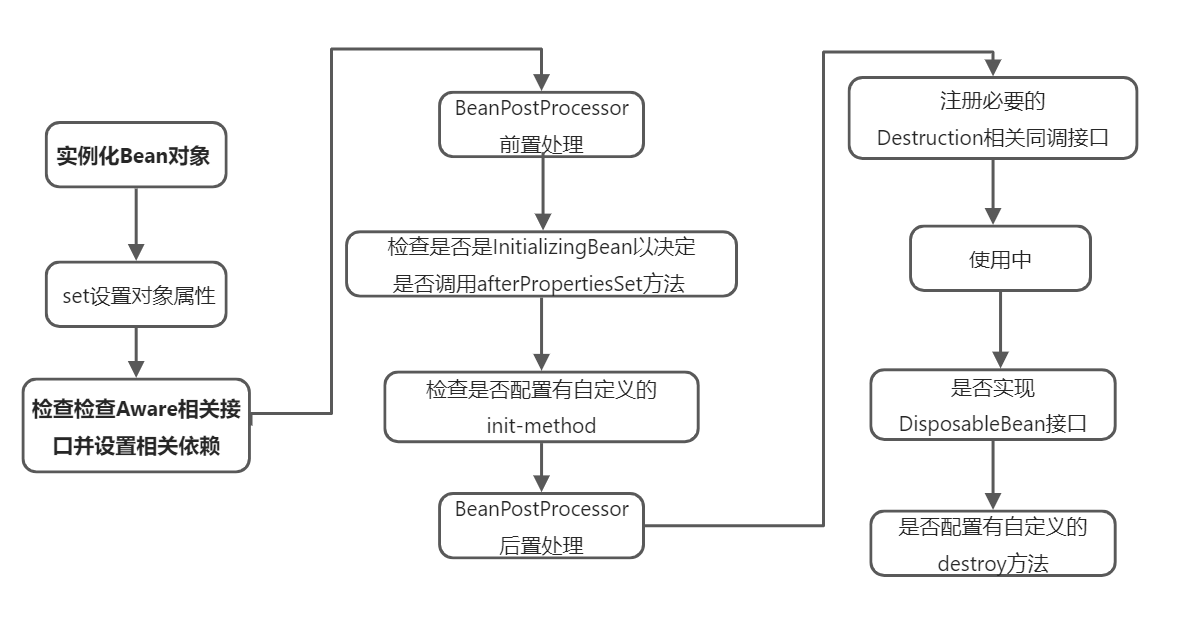 实例化Bean对象
set设置对象属性
检查检查Aware相关接
口并设置相关依赖
BeanPostProcessor
前置处理
检查是否是InitializingBean以决定
是否调用afterPropertiesSet方法
检查是否配置有自定义的
init-method
BeanPostProcessor
后置处理
注册必要的
Destruction相关同调接口
使用中
是否实现
DisposableBean接口
是否配置有自定义的
destroy方法